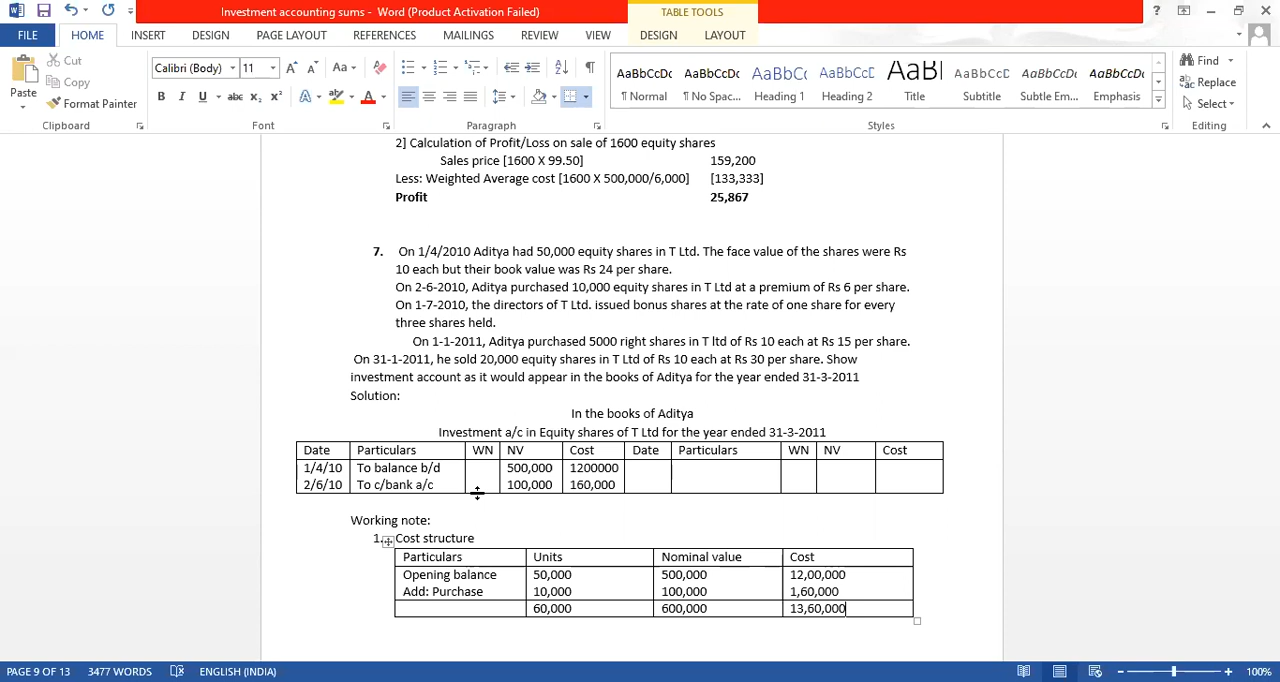 Investment accounting sums - Word (Product Activation Failed)
TABLE TOOLS
FILE HOME INSERT DESIGN PAGE LAYOUT REFERENCES MAILINGS REVIEW VIEW DESIGN LAYOUT
Paste
Cut
Copy
Format Painter
Clipboard
Calibri (Body) 11
Font
Paragraph
AaBbCcDc AaBbCcDc AaBbCc AaBbCcC AaBl AaBbCcD AaBbCcDc AaBbCcDc
¶ Normal ¶ No Spac... Heading 1 Heading 2 Title Subtitle Subtle Em... Emphasis
Styles
Find
Replace
Select
Editing
2] Calculation of Profit/Loss on sale of 1600 equity shares
Sales price [1600 X 99.50] 159,200
Less: Weighted Average cost [1600 X 500,000/6,000] [133,333]
Profit 25,867
7. On 1/4/2010 Aditya had 50,000 equity shares in T Ltd. The face value of the shares were Rs
10 each but their book value was Rs 24 per share.
On 2-6-2010, Aditya purchased 10,000 equity shares in T Ltd at a premium of Rs 6 per share.
On 1-7-2010, the directors of T Ltd. issued bonus shares at the rate of one share for every
three shares held.
On 1-1-2011, Aditya purchased 5000 right shares in T ltd of Rs 10 each at Rs 15 per share.
On 31-1-2011, he sold 20,000 equity shares in T Ltd of Rs 10 each at Rs 30 per share. Show
investment account as it would appear in the books of Aditya for the year ended 31-3-2011
Solution:
In the books of Aditya
Investment a/c in Equity shares of T Ltd for the year ended 31-3-2011
Date Particulars WN NV Cost Date Particulars WN NV Cost
1/4/10 To balance b/d 500,000 1200000
2/6/10 To c/bank a/c 100,000 160,000
Working note:
1. Cost structure
Particulars Units Nominal value Cost
Opening balance 50,000 500,000 12,00,000
Add: Purchase 10,000 100,000 1,60,000
60,000 600,000 13,60,000
PAGE 9 OF 13 3477 WORDS ENGLISH (INDIA) 100%